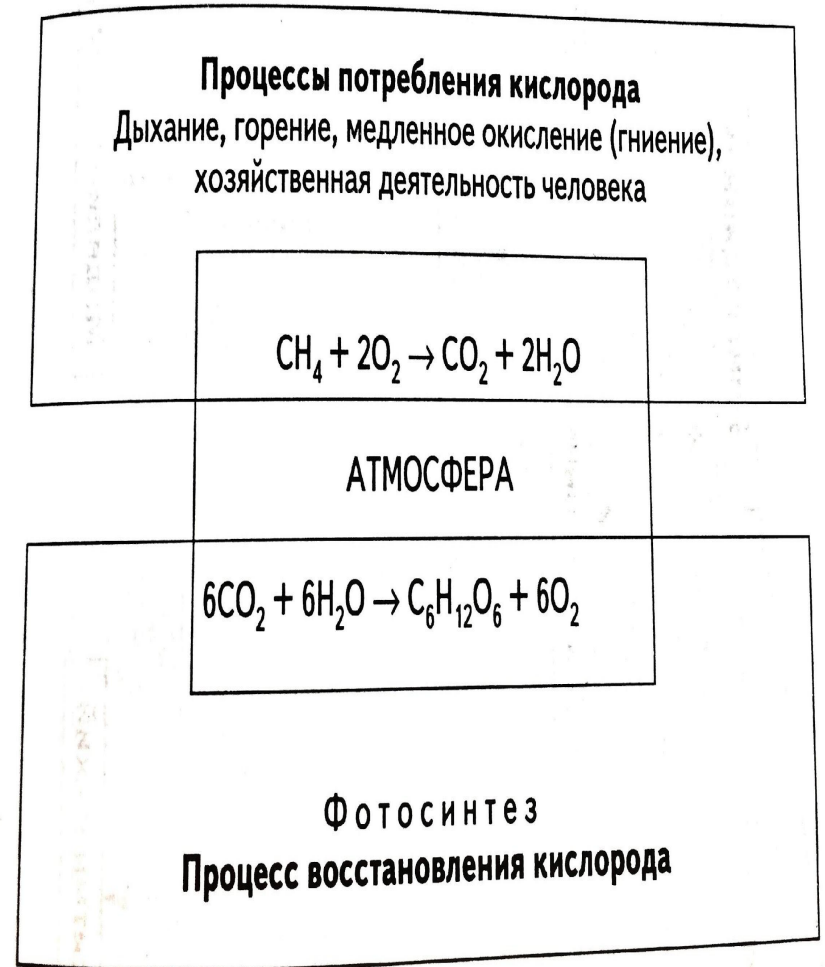 Процессы потребления кислорода
Дыхание, горение, медленное окисление (гниение),
хозяйственная деятельность человека
CH₄ + 2O₂ → CO₂ + 2H₂O
АТМОСФЕРА
6CO₂ + 6H₂O → C₆H₁₂O₆ + 6O₂
Фотосинтез
Процесс восстановления кислорода